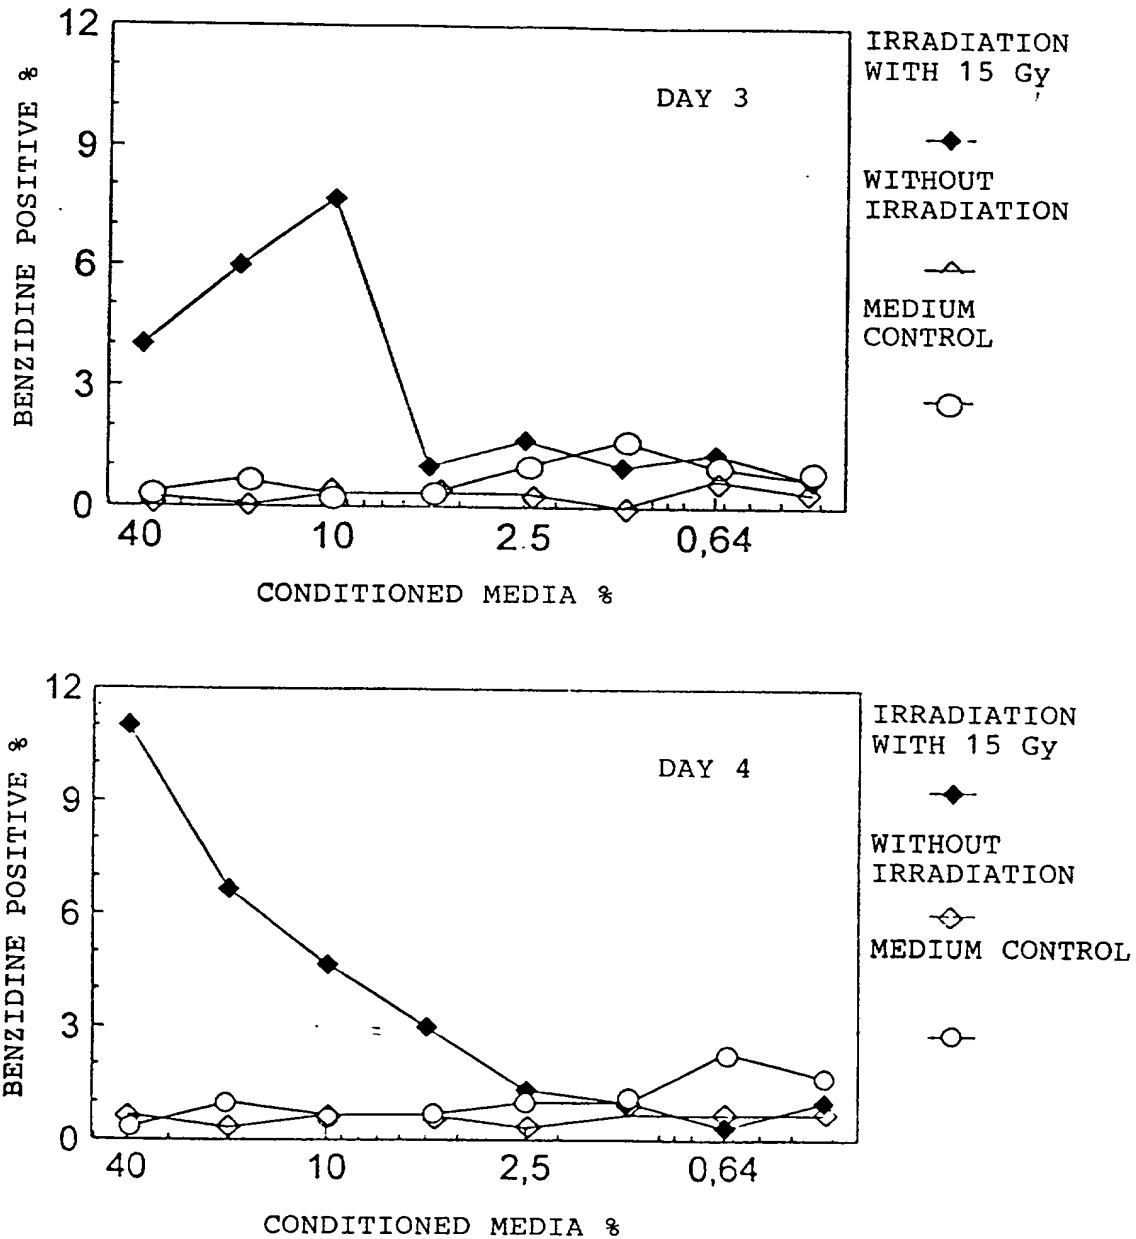 12
9
6
3
0
BENZIDINE POSITIVE %
DAY 3
40
10
2.5
0,64
CONDITIONED MEDIA %
IRRADIATION
WITH 15 Gy
WITHOUT
IRRADIATION
MEDIUM
CONTROL
12
9
6
3
0
BENZIDINE POSITIVE %
DAY 4
40
10
2,5
0,64
CONDITIONED MEDIA %
IRRADIATION
WITH 15 Gy
WITHOUT
IRRADIATION
MEDIUM CONTROL